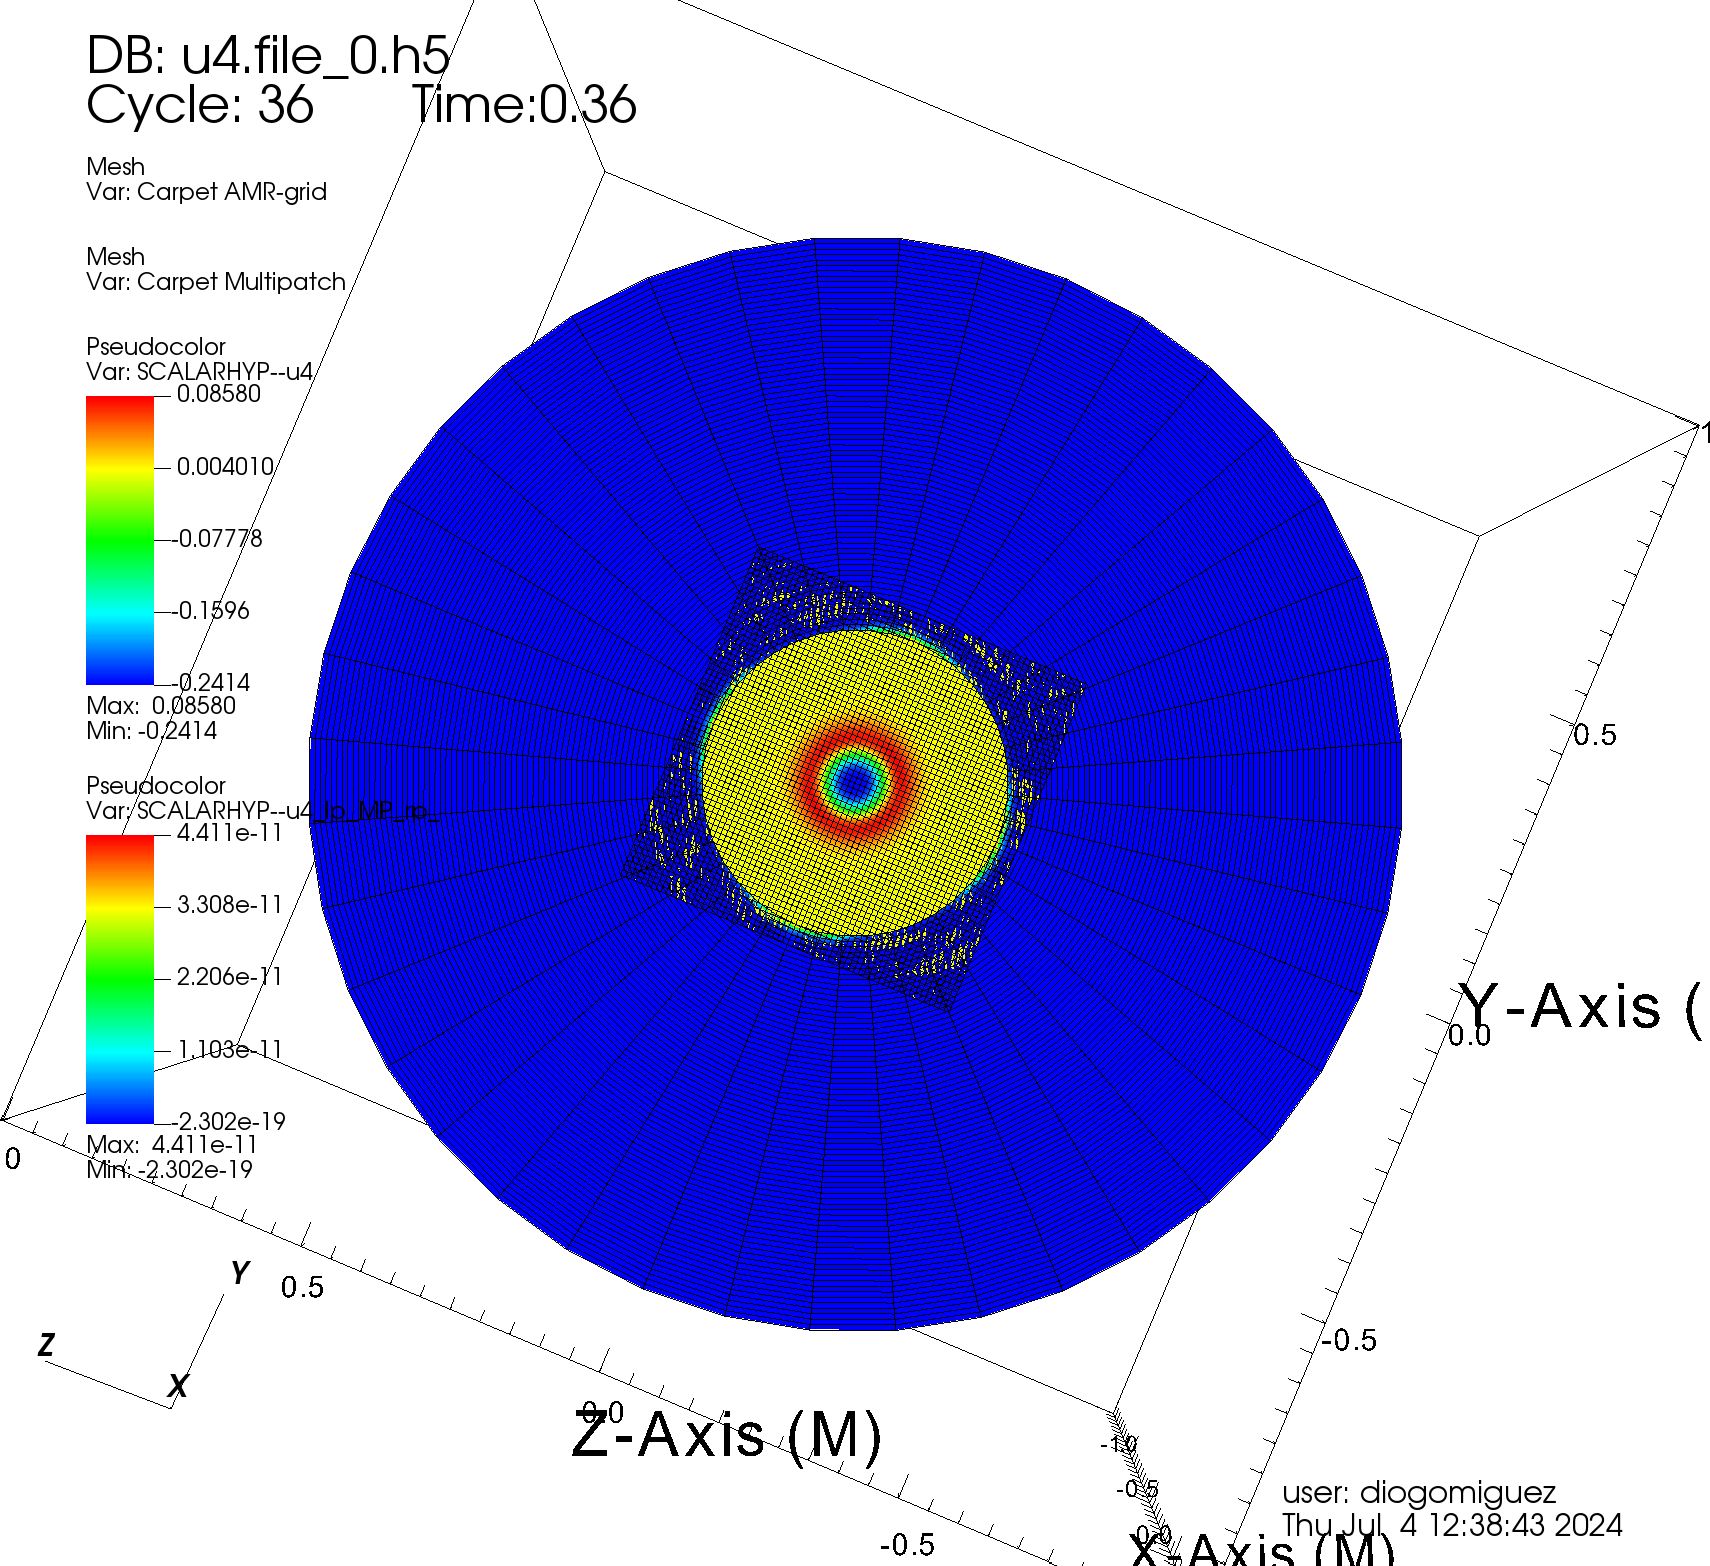 DB: u4.file_0.h5
Cycle: 36 Time:0.36
Mesh
Var: Carpet AMR-grid
Mesh
Var: Carpet Multipatch
Pseudocolor
Var: SCALARHYP--u4
0.08580
0.004010
-0.07778
-0.1596
-0.2414
Max: 0.08580
Min: -0.2414
Pseudocolor
Var: SCALARHYP--u4_lp_MP_rp_
4.411e-11
3.308e-11
2.206e-11
1.103e-11
-2.302e-19
Max: 4.411e-11
Min: -2.302e-19
1
0.5
Y-Axis (
0.0
-0.5
0
0.5
0.0
Z-Axis (M)
-0.5
Y
Z
X
-1.0
-0.5
0.0
X-Axis (M)
user: diogomiguez
Thu Jul 4 12:38:43 2024